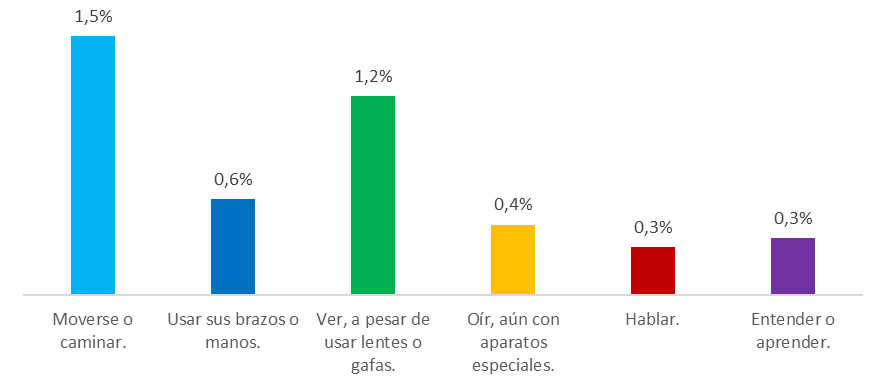 1,5%
0,6%
1,2%
0,4%
0,3%
0,3%
Moverse o
caminar.
Usar sus brazos o
manos.
Ver, a pesar de
usar lentes o
gafas.
Oír, aún con
aparatos
especiales.
Hablar.
Entender o
aprender.